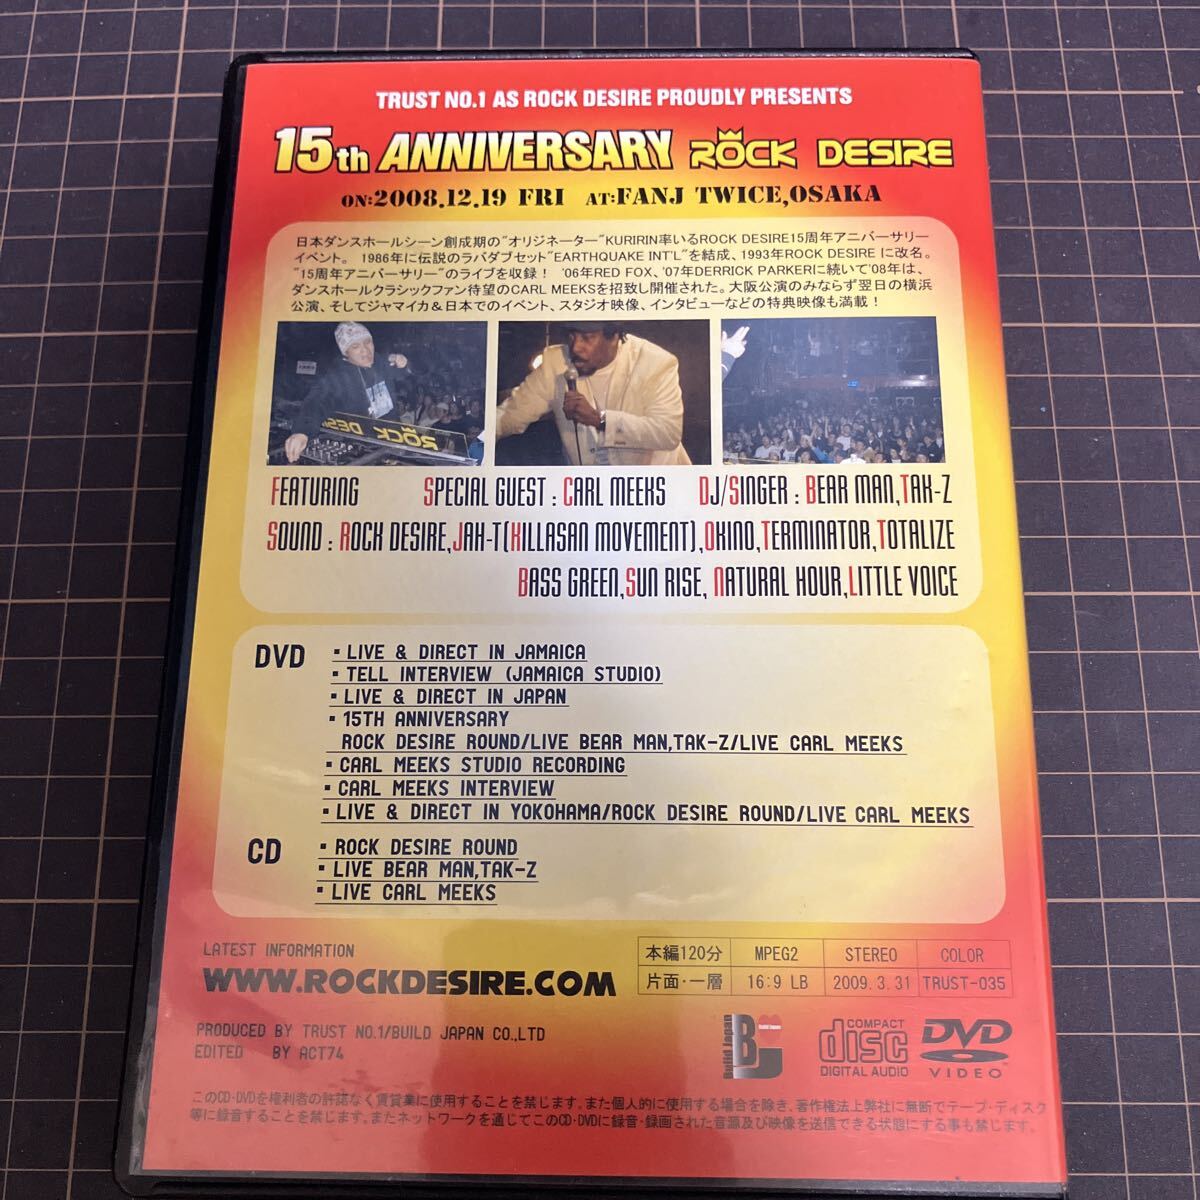 TRUST NO.1 AS ROCK DESIRE PROUDLY PRESENTS
15th ANNIVERSARY ROCK DESIRE
ON:2008.12.19 FRI AT:FANJ TWICE,OSAKA
日本ダンスホールシーン創成期の"オリジネーター"KURIRIN率いるROCK DESIRE15周年アニバーサリー
イベント。 1986年に伝説のラバダブセット"EARTHQUAKE INT'L"を結成、1993年ROCK DESIRE に改名。
"15周年アニバーサリー"のライブを収録! '06年RED FOX、'07年DERRICK PARKERに続いて'08年は、
ダンスホールクラシックファン待望のCARL MEEKSを招致し開催された。大阪公演のみならず翌日の横浜
公演、そしてジャマイカ&日本でのイベント、スタジオ映像、インタビューなどの特典映像も満載!
ROCK DESI
FEATURING SPECIAL GUEST : CARL MEEKS DJ/SINGER : BEAR MAN,TAK-Z
SOUND : ROCK DESIRE,JAH-T(KILLASAN MOVEMENT),OKINO,TERMINATOR,TOTALIZE
BASS GREEN,SUN RISE, NATURAL HOUR,LITTLE VOICE
DVD ・LIVE & DIRECT IN JAMAICA
・TELL INTERVIEW (JAMAICA STUDIO)
・LIVE & DIRECT IN JAPAN
・15TH ANNIVERSARY
ROCK DESIRE ROUND/LIVE BEAR MAN,TAK-Z/LIVE CARL MEEKS
・CARL MEEKS STUDIO RECORDING
・CARL MEEKS INTERVIEW
・LIVE & DIRECT IN YOKOHAMA/ROCK DESIRE ROUND/LIVE CARL MEEKS
CD ・ROCK DESIRE ROUND
・LIVE BEAR MAN,TAK-Z
・LIVE CARL MEEKS
LATEST INFORMATION
WWW.ROCKDESIRE.COM
本編120分 MPEG2 STEREO COLOR
片面・一層 16:9 LB 2009.3.31 TRUST-035
PRODUCED BY TRUST NO.1/BUILD JAPAN CO.,LTD
EDITED BY ACT74
Build Japan B Build Japan
COMPACT disc DIGITAL AUDIO
DVD VIDEO
このCD・DVDを権利者の許諾なく賃貸業に使用することを禁じます。また個人的に使用する場合を除き、著作権法上弊社に無断でテープ・ディスク
等に録音することを禁じます。またネットワークを通じてこのCD・DVDに録音・録画された音源及び映像を送信できる状態にする事も禁じます。